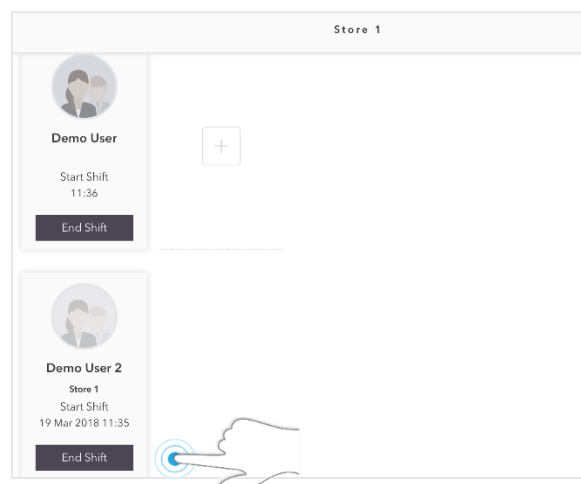 Store 1
Demo User
Start Shift
11:36
End Shift
Demo User 2
Store 1
Start Shift
19 Mar 2018 11:35
End Shift